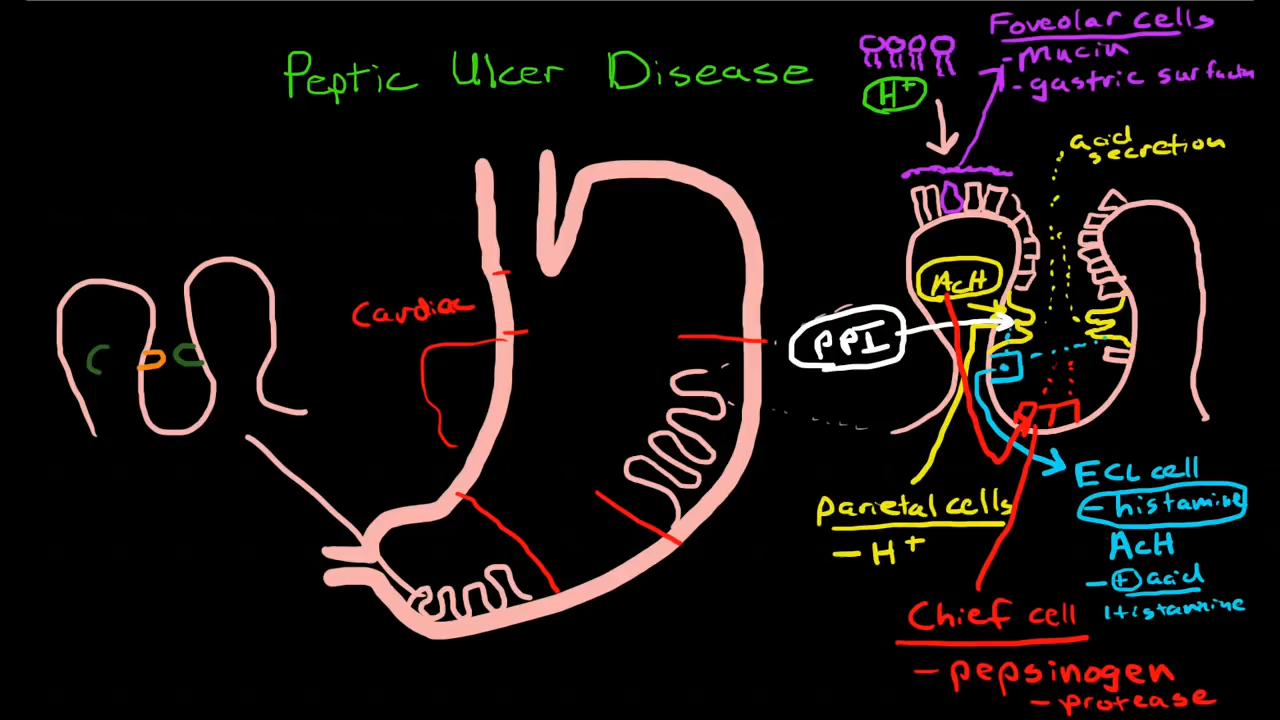 Peptic Ulcer Disease
Foveolar cells
- Mucin
- gastric surfactan
H+
acid
secretion
Cardiac
AcH
PPI
Parietal cells
- H+
ECL cell
- histamine
AcH
- + acid
Histamine
Chief cell
- pepsinogen
- protease
C